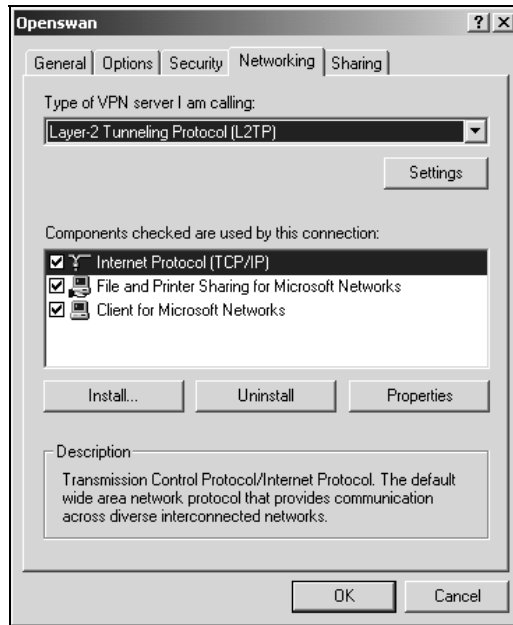 Openswan
General Options Security Networking Sharing
Type of VPN server I am calling:
Layer-2 Tunneling Protocol (L2TP)
Settings
Components checked are used by this connection:
Internet Protocol (TCP/IP)
File and Printer Sharing for Microsoft Networks
Client for Microsoft Networks
Install... Uninstall Properties
Description
Transmission Control Protocol/Internet Protocol. The default
wide area network protocol that provides communication
across diverse interconnected networks.
OK Cancel